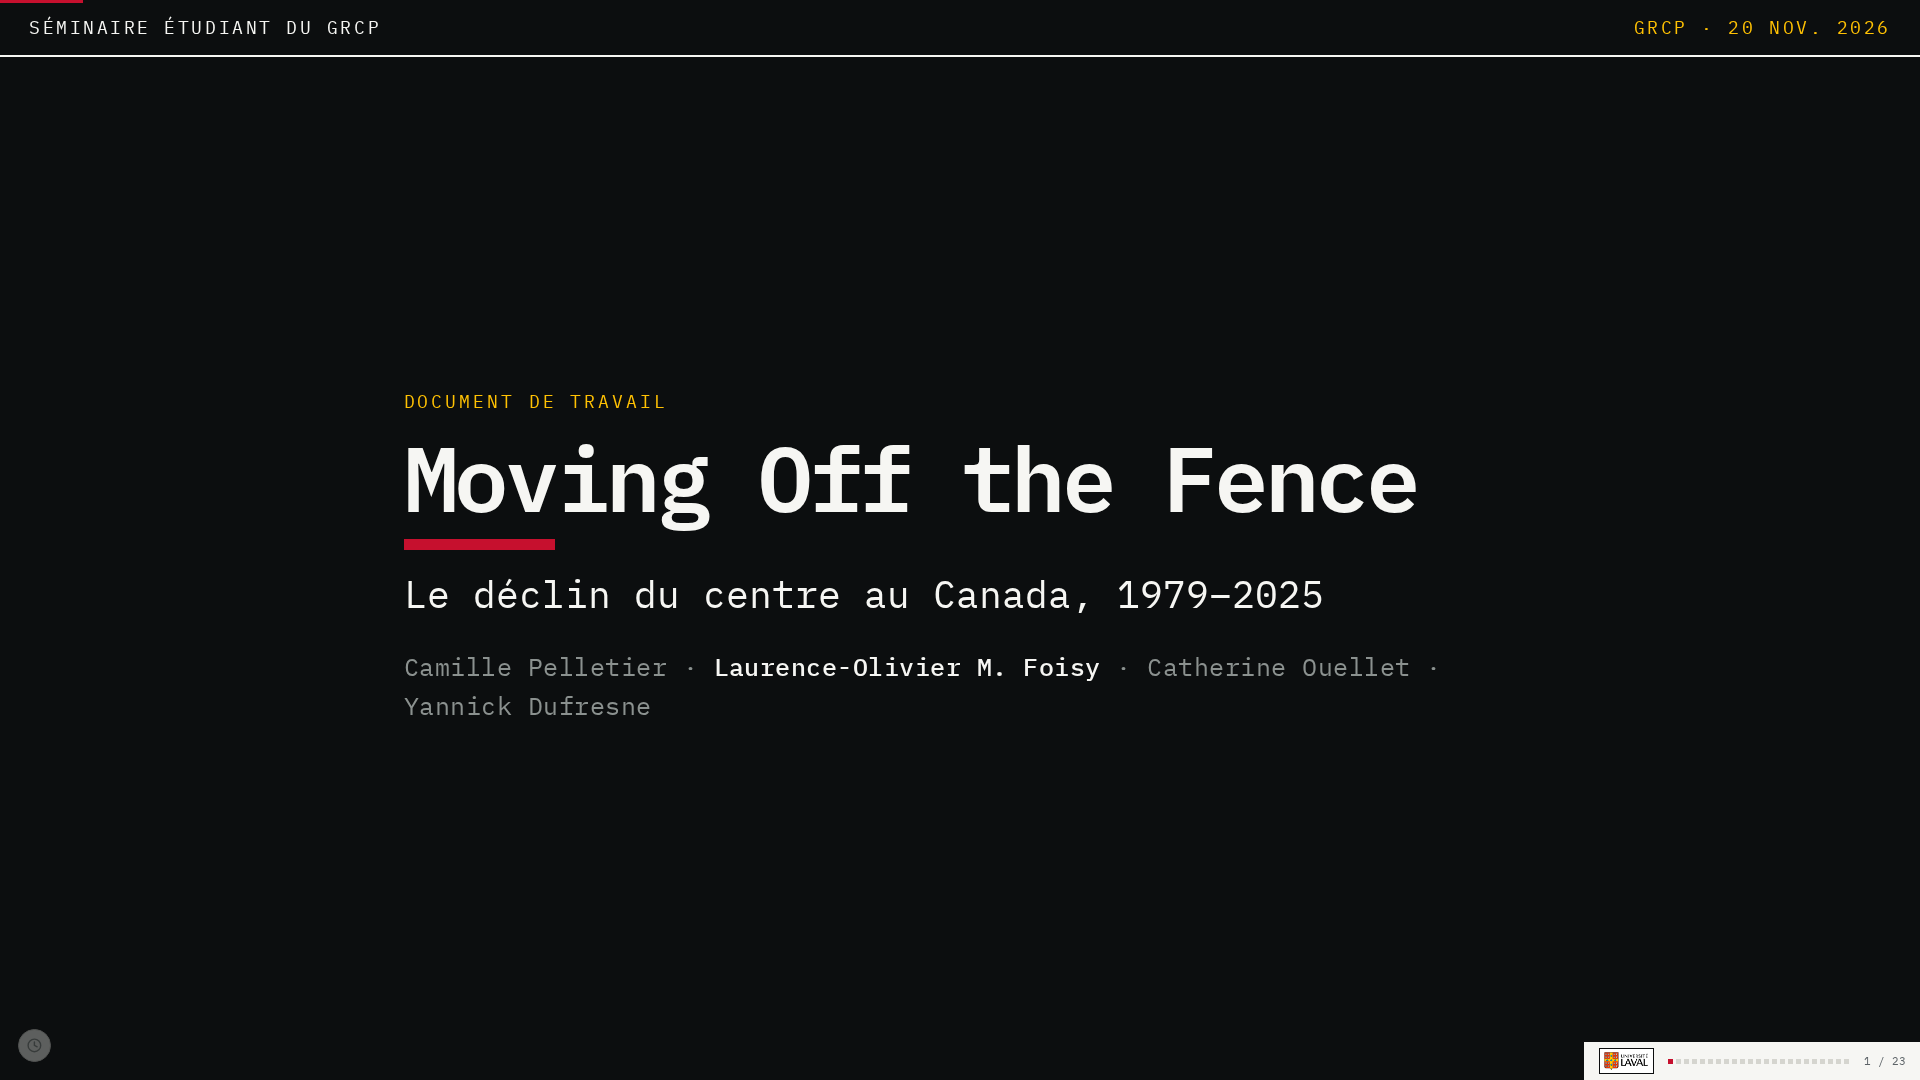 SÉMINAIRE ÉTUDIANT DU GRCP
GRCP · 20 NOV. 2026
DOCUMENT DE TRAVAIL
Moving Off the Fence
Le déclin du centre au Canada, 1979–2025
Camille Pelletier · Laurence-Olivier M. Foisy · Catherine Ouellet ·
Yannick Dufresne
UNIVERSITÉ
LAVAL
1 / 23